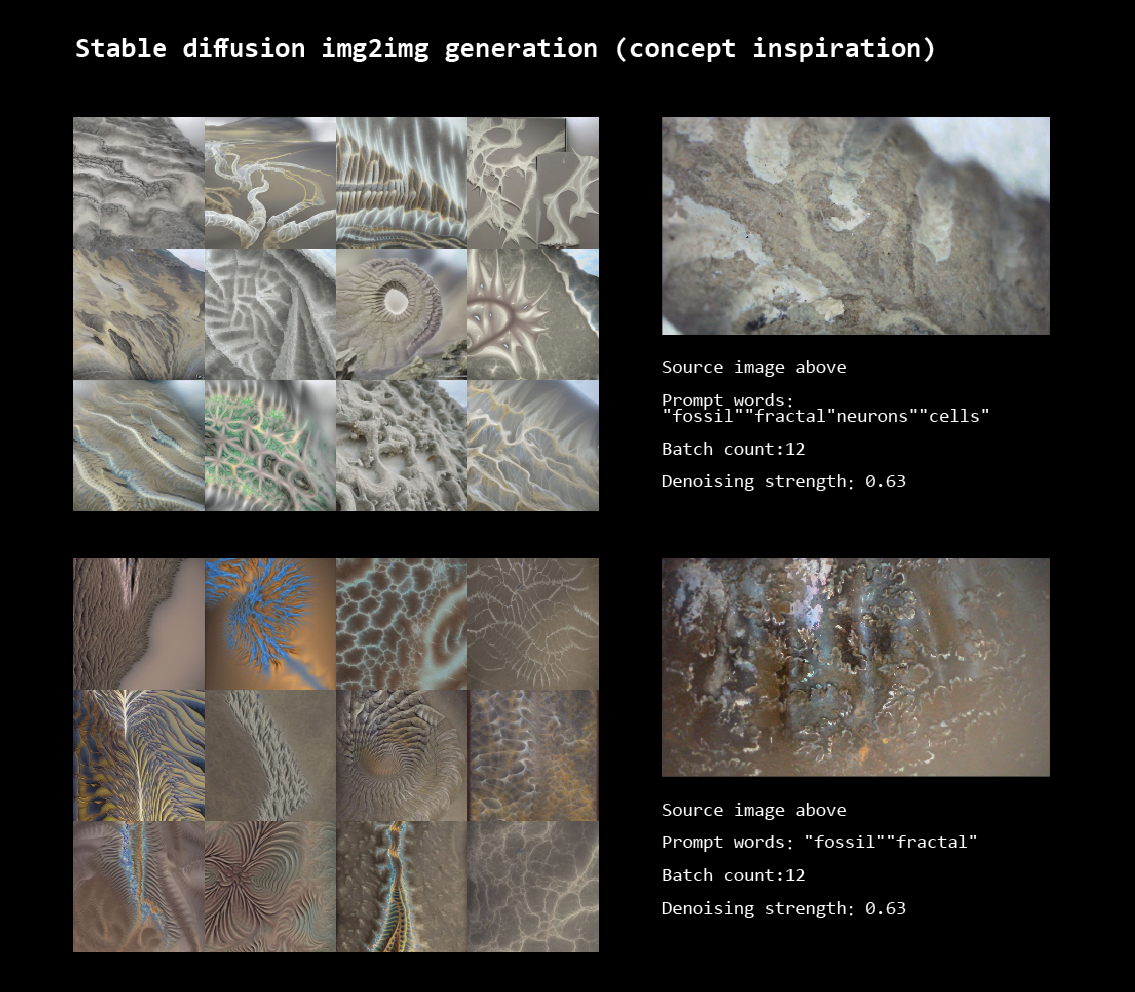 Stable diffusion img2img generation (concept inspiration)
Source image above
Prompt words:
"fossil""fractal"neurons""cells"
Batch count:12
Denoising strength: 0.63
Source image above
Prompt words: "fossil""fractal"
Batch count:12
Denoising strength: 0.63